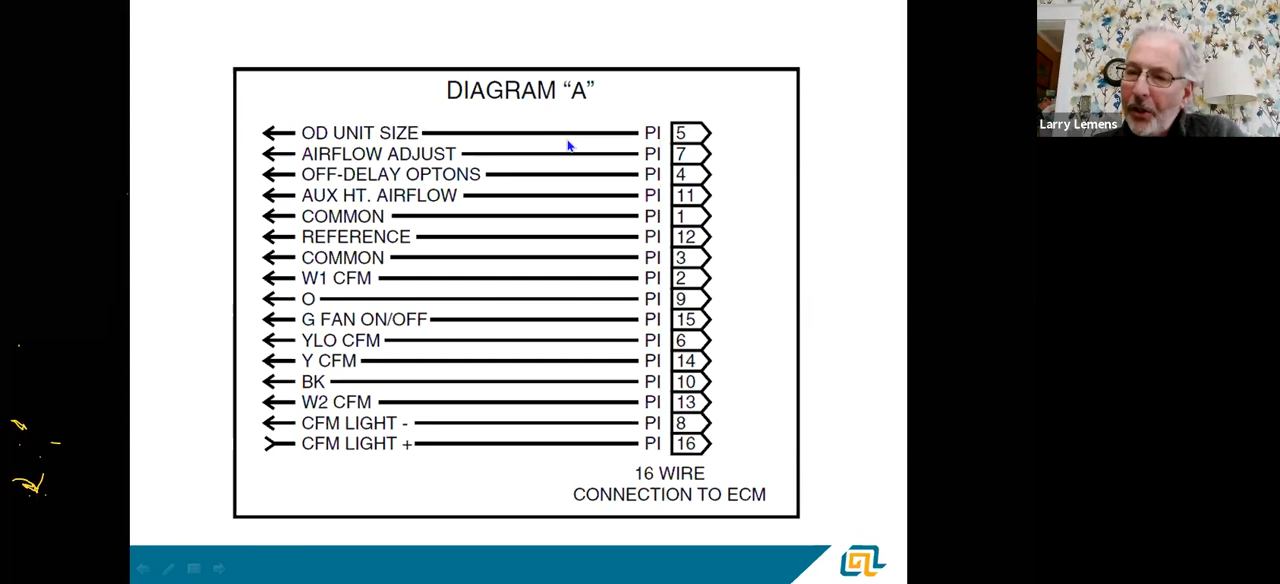 DIAGRAM “A”
OD UNIT SIZE PI 5
AIRFLOW ADJUST PI 7
OFF-DELAY OPTONS PI 4
AUX HT. AIRFLOW PI 11
COMMON PI 1
REFERENCE PI 12
COMMON PI 3
W1 CFM PI 2
O PI 9
G FAN ON/OFF PI 15
YLO CFM PI 6
Y CFM PI 14
BK PI 10
W2 CFM PI 13
CFM LIGHT - PI 8
CFM LIGHT + PI 16
16 WIRE
CONNECTION TO ECM
Larry Lemens